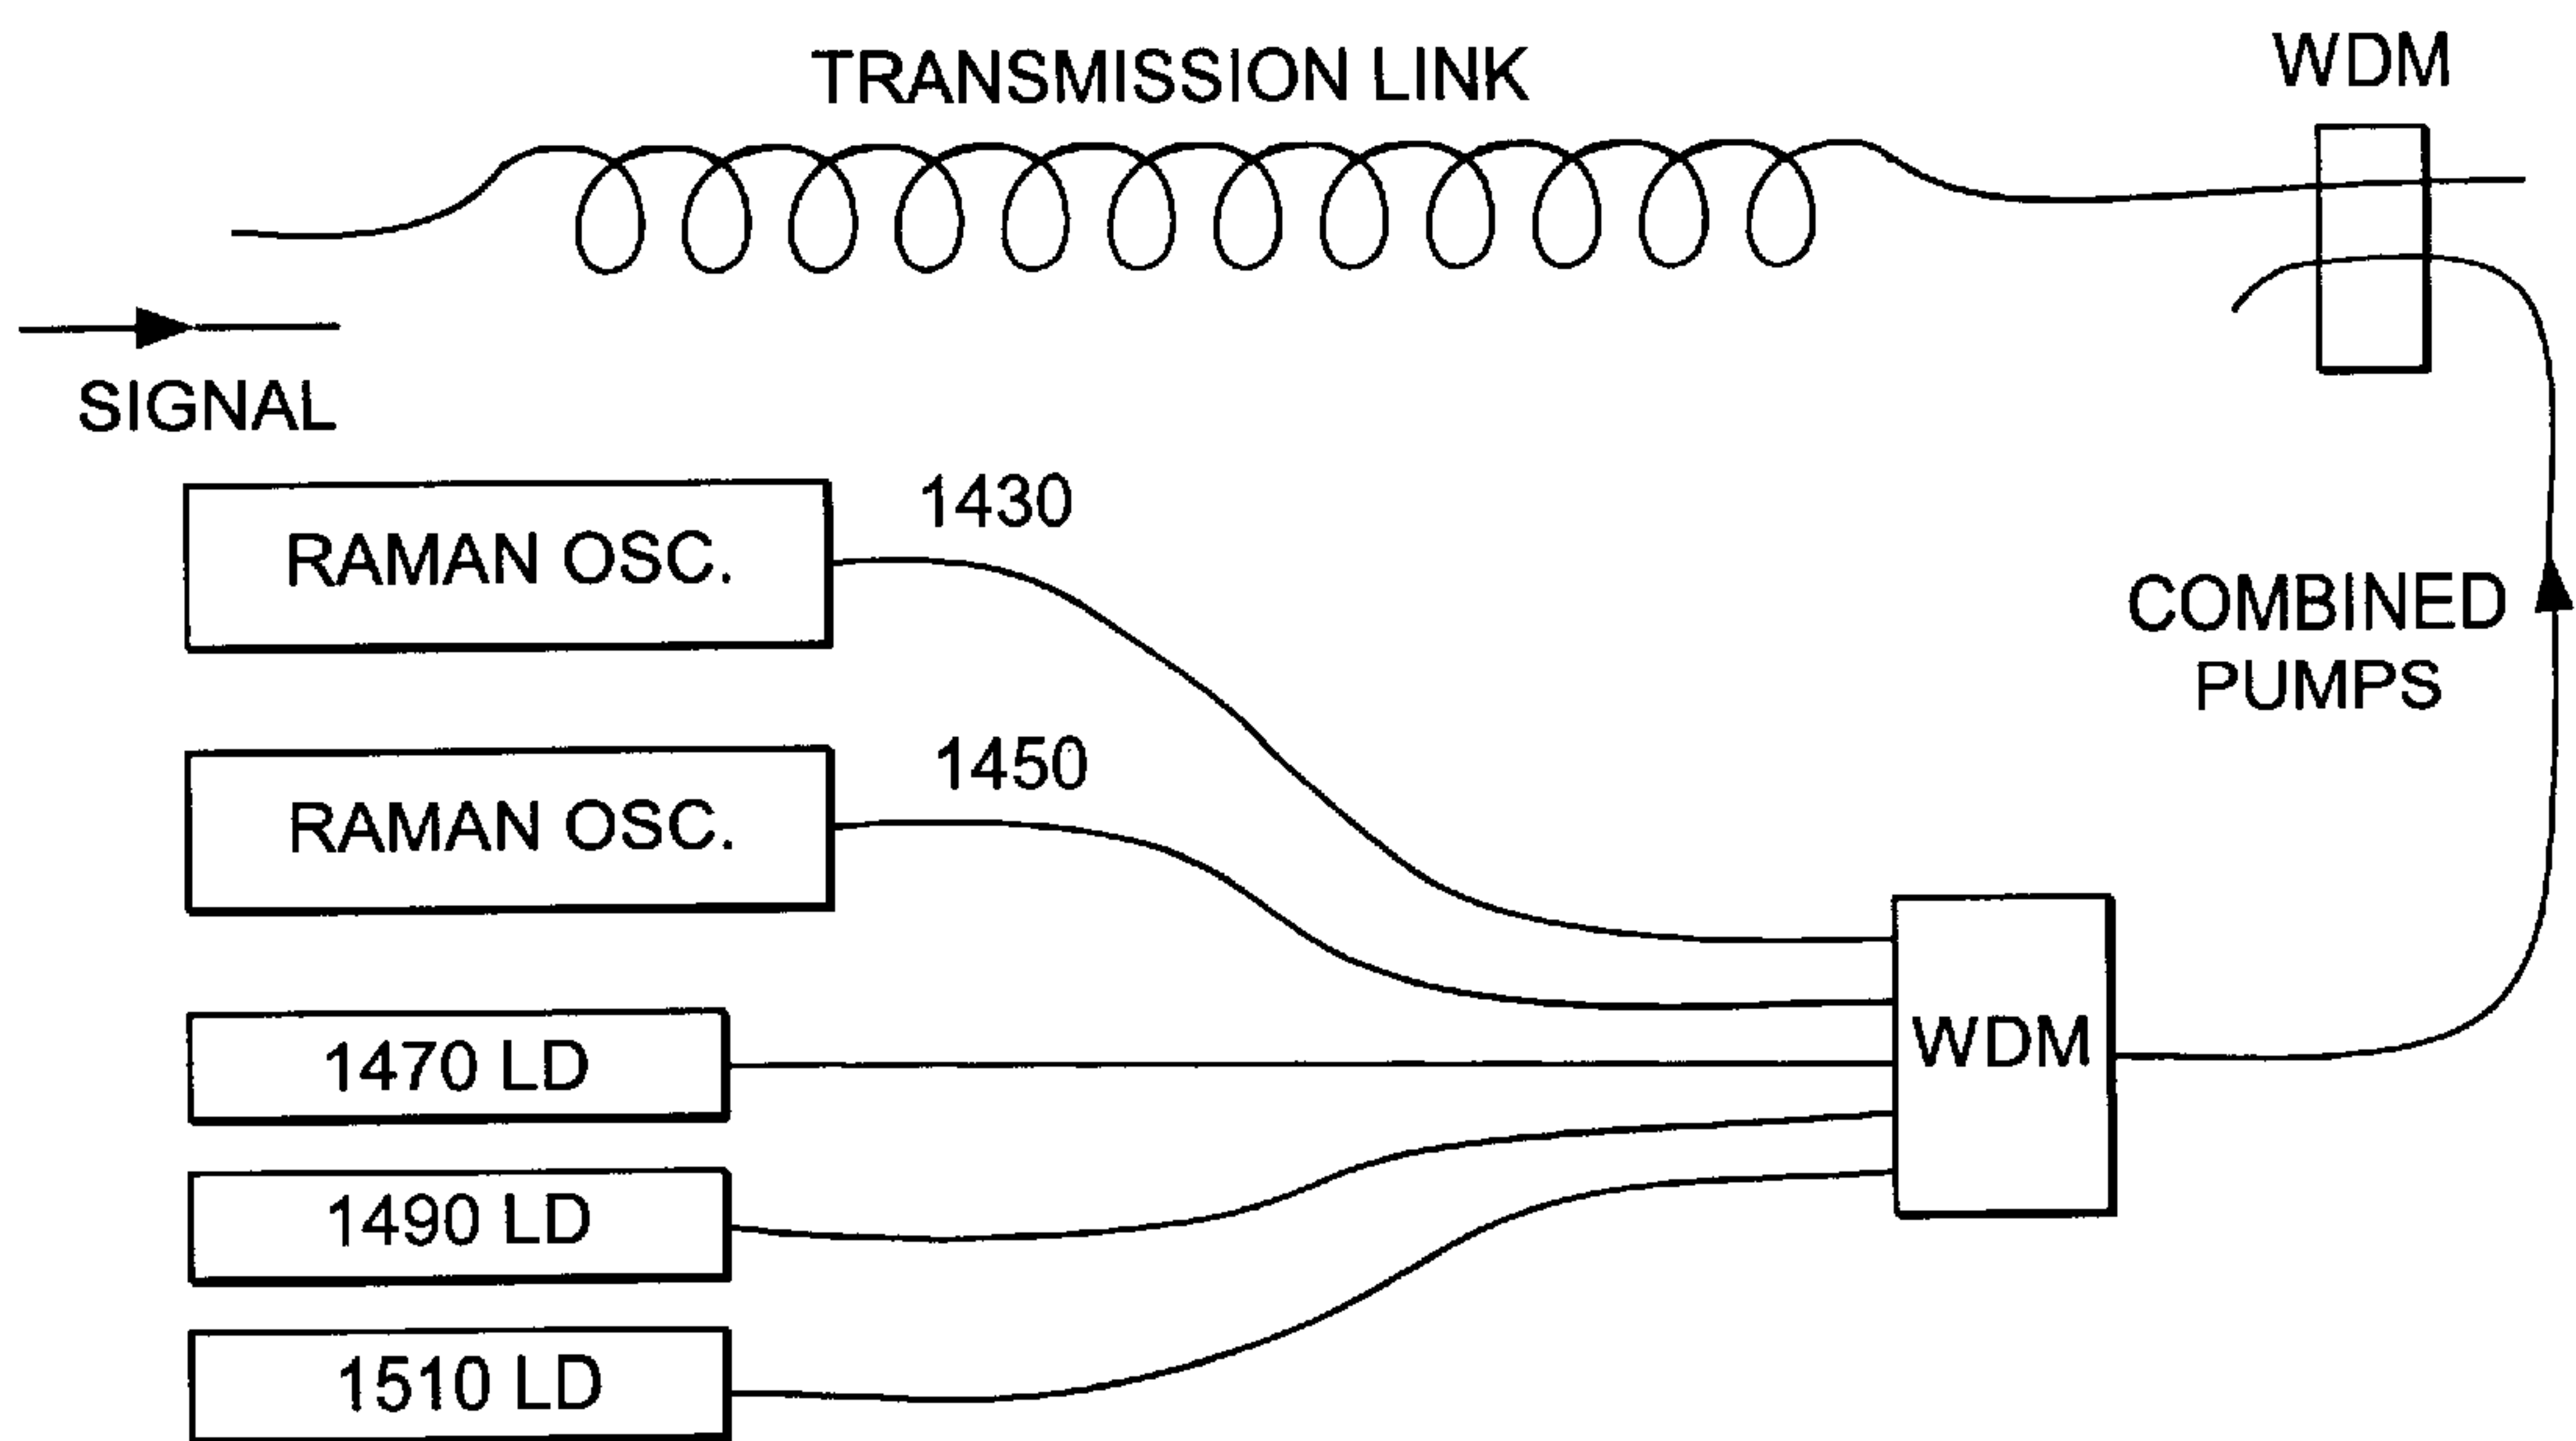 TRANSMISSION LINK
WDM
SIGNAL
RAMAN OSC.
1430
COMBINED
PUMPS
RAMAN OSC.
1450
WDM
1470 LD
1490 LD
1510 LD